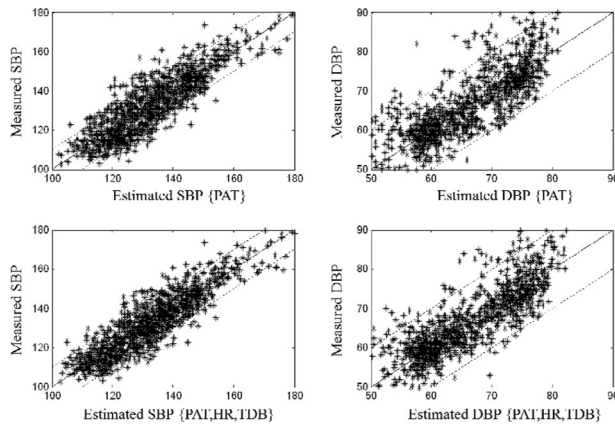 180
160
140
120
100
Measured SBP
100 120 140 160 180
Estimated SBP {PAT}
90
80
70
60
50
Measured DBP
50 60 70 80 90
Estimated DBP {PAT}
180
160
140
120
100
Measured SBP
100 120 140 160 180
Estimated SBP {PAT,HR,TDB}
90
80
70
60
50
Measured DBP
50 60 70 80 90
Estimated DBP {PAT,HR,TDB}